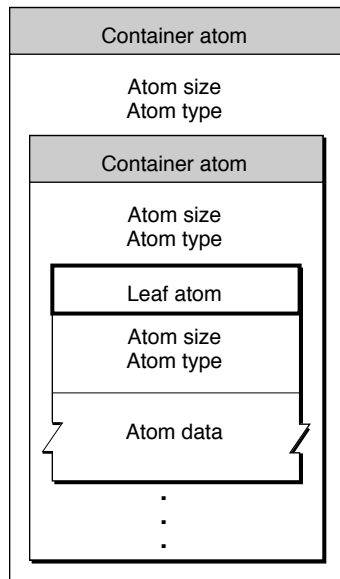 Container atom
Atom size
Atom type
Container atom
Atom size
Atom type
Leaf atom
Atom size
Atom type
Atom data
.
.
.